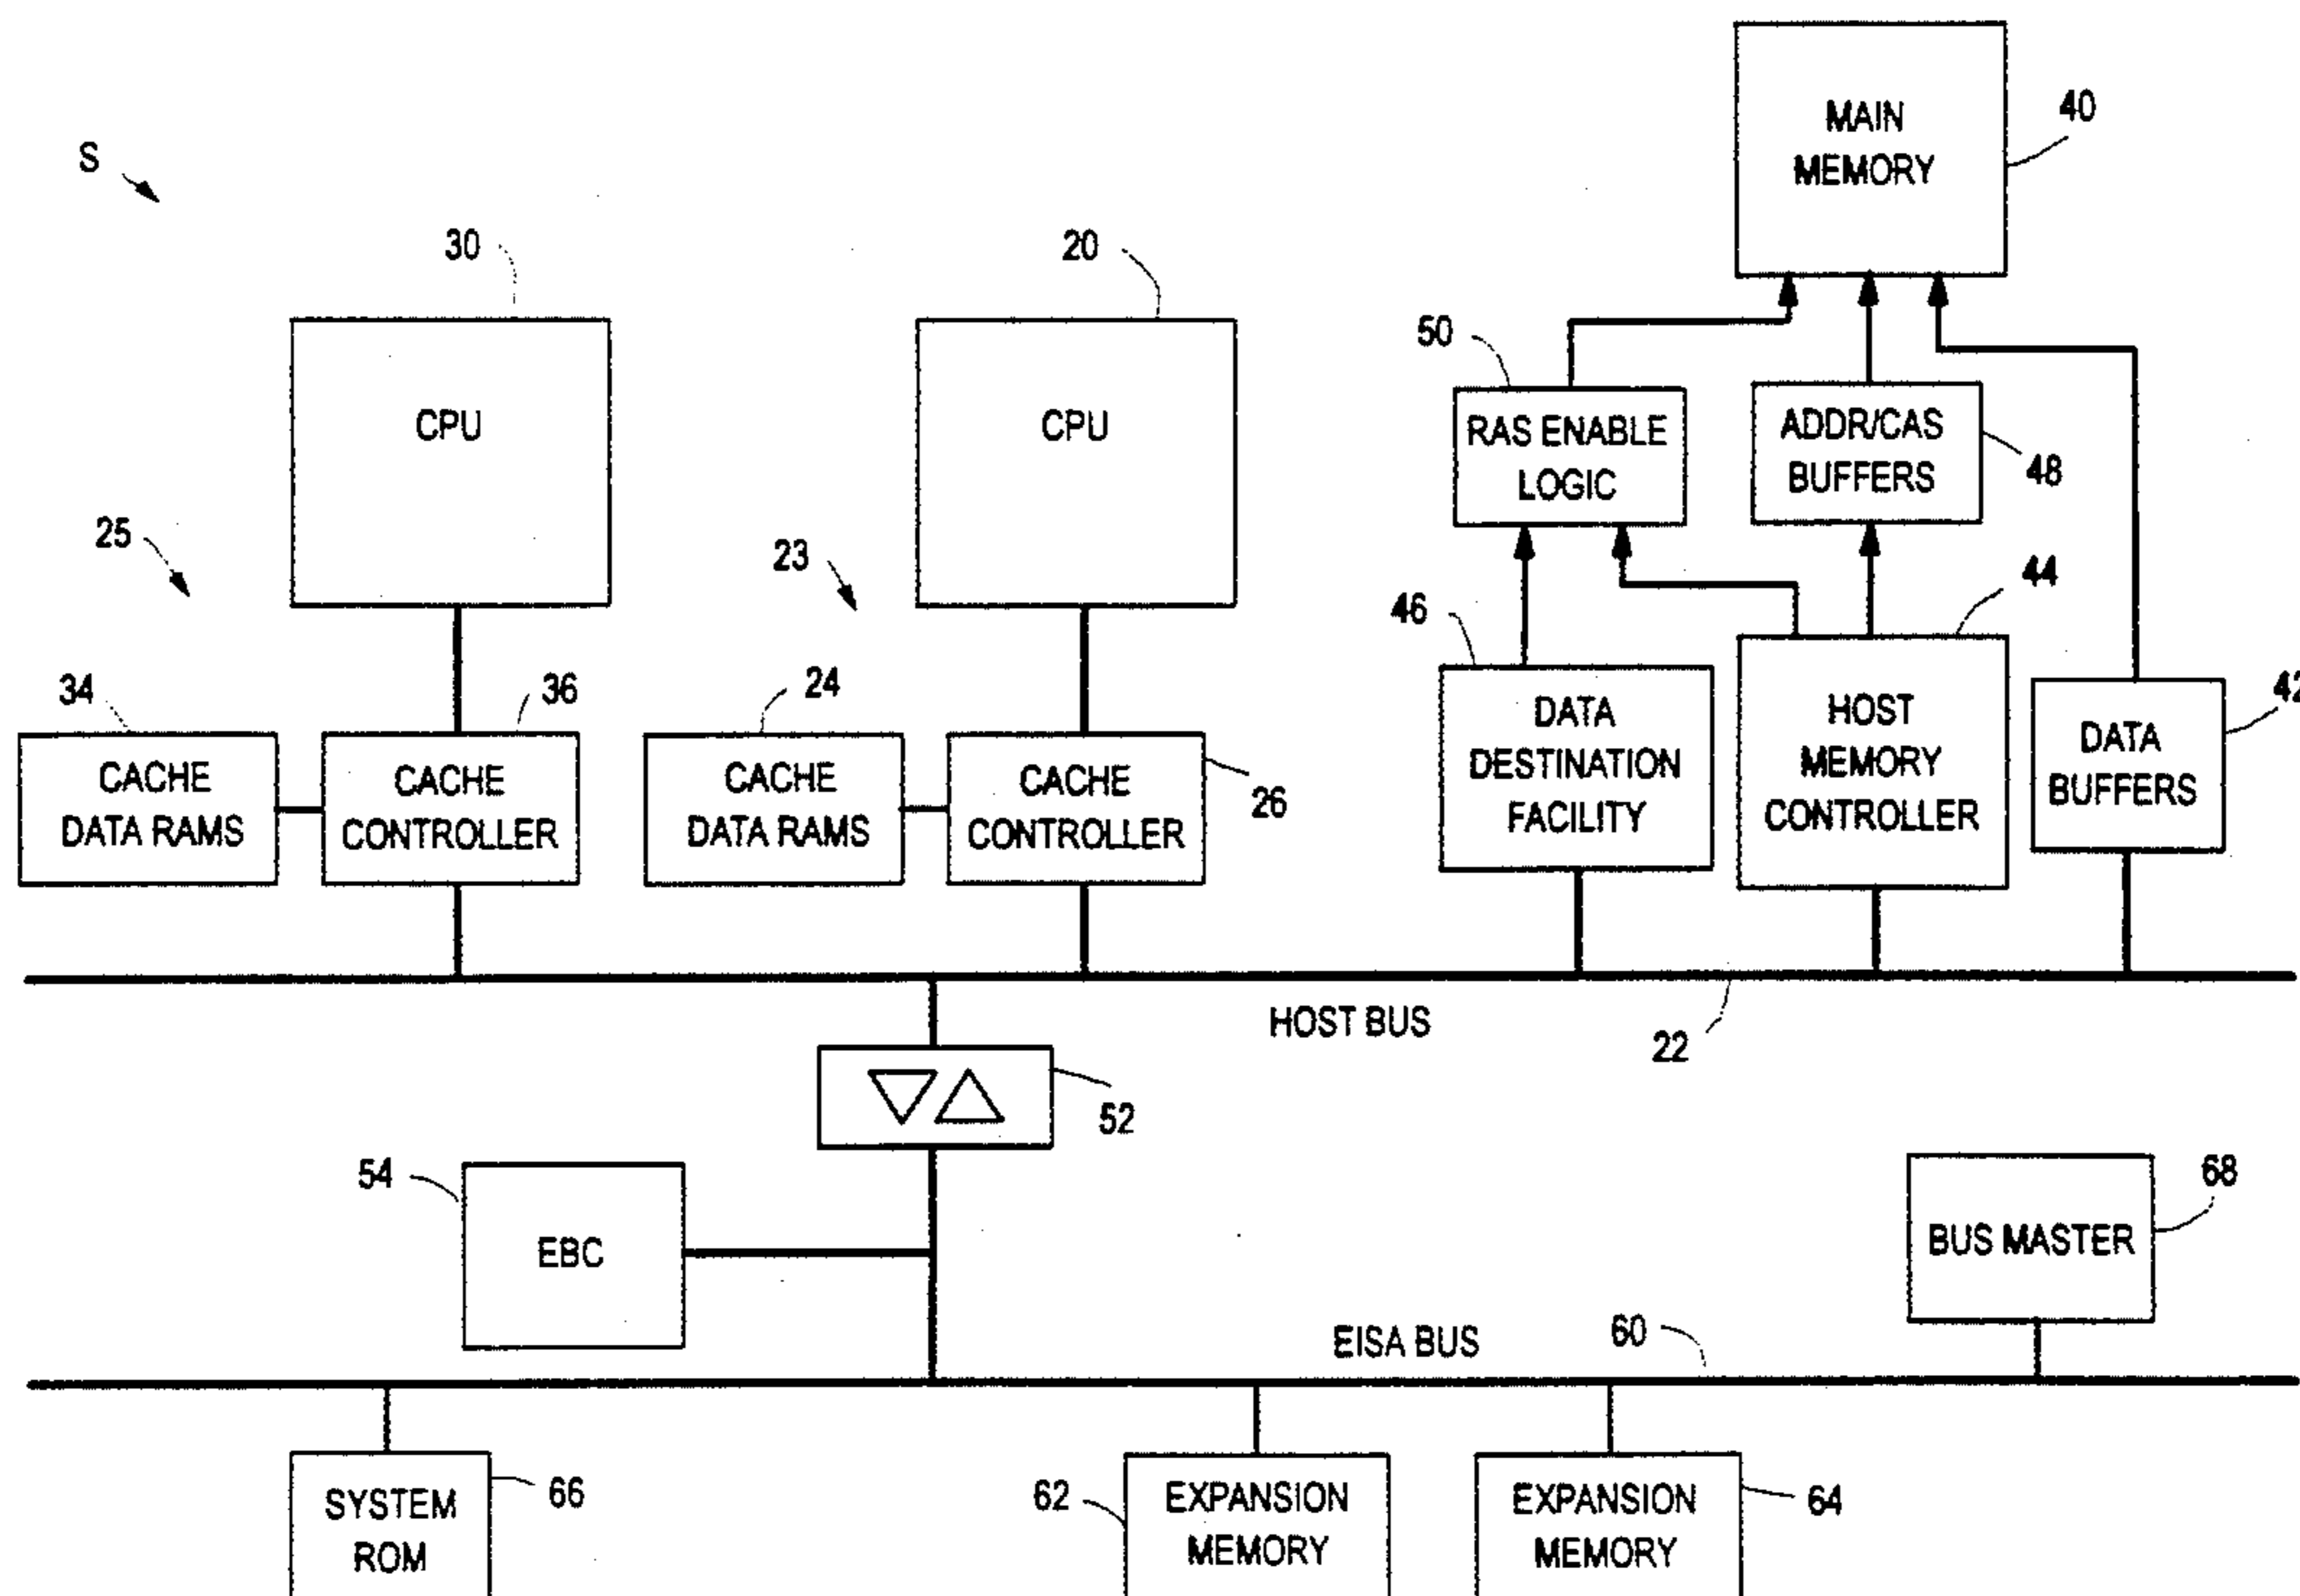 MAIN
MEMORY
40
S
30
20
CPU
CPU
50
RAS ENABLE
LOGIC
ADDR/CAS
BUFFERS
48
25
23
46
44
34
36
24
26
42
CACHE
DATA RAMS
CACHE
CONTROLLER
CACHE
DATA RAMS
CACHE
CONTROLLER
DATA
DESTINATION
FACILITY
HOST
MEMORY
CONTROLLER
DATA
BUFFERS
HOST BUS
22
52
54
EBC
BUS MASTER
68
EISA BUS
60
SYSTEM
ROM
66
62
EXPANSION
MEMORY
EXPANSION
MEMORY
64